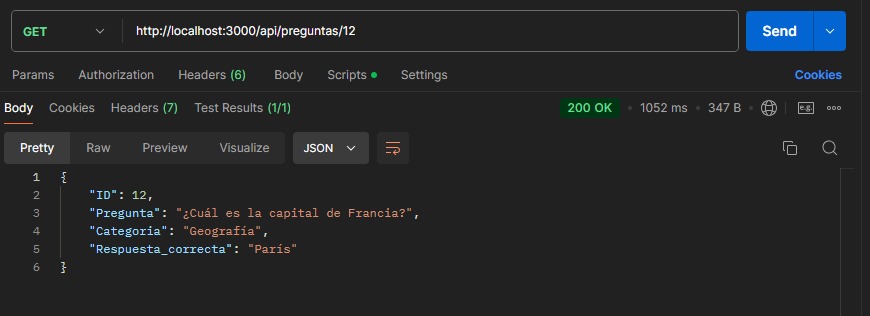 GET http://localhost:3000/api/preguntas/12 Send
Params Authorization Headers (6) Body Scripts Settings Cookies
Body Cookies Headers (7) Test Results (1/1) 200 OK 1052 ms 347 B e.g.
Pretty Raw Preview Visualize JSON
1 {
2 "ID": 12,
3 "Pregunta": "¿Cuál es la capital de Francia?",
4 "Categoria": "Geografía",
5 "Respuesta_correcta": "París"
6 }